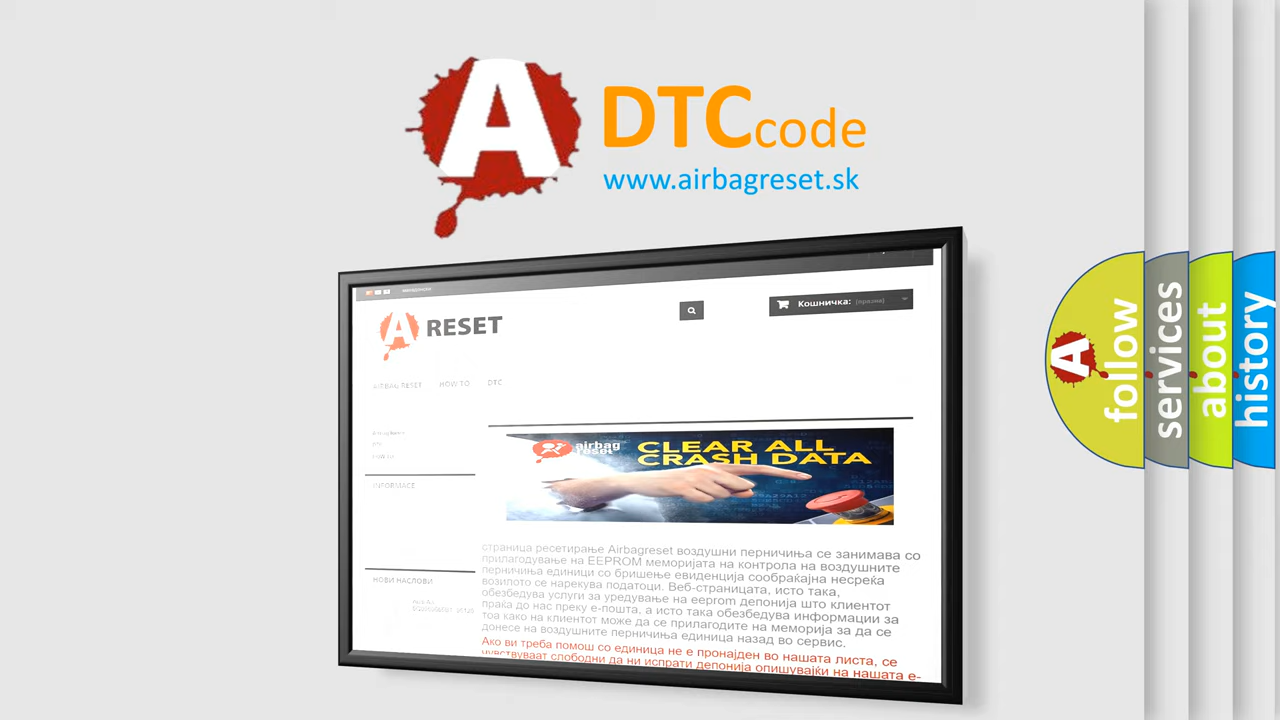 A
DTC code
www.airbagreset.sk
A RESET
Кошничка: (празни)
AIRBAG RESET HOW TO DTC
INFORMACE
airbag
reset
CLEAR ALL
CRASH DATA
страница ресетирање Airbagreset воздушни перничиња се занимава со
прилагодување на EEPROM меморијата на контрола на воздушните
перничиња единици со бришење евиденција сообраќајна несреќа
возилото се нарекува податоци. Веб-страницата, исто така,
обезбедува услуги за уредување на eeprom депонија што клиентот
праќа до нас преку е-пошта, а исто така обезбедува информации за
тоа како на клиентот може да се прилагодите на меморија за да се
донесе на воздушните перничиња единица назад во сервис.
Ако ви треба помош со единица не е пронајден во нашата листа, се
чувствуваат слободни да ни испрати депонија опишувајќи на нашата е-
НОВИ НАСЛОВИ
A follow
services
about
history